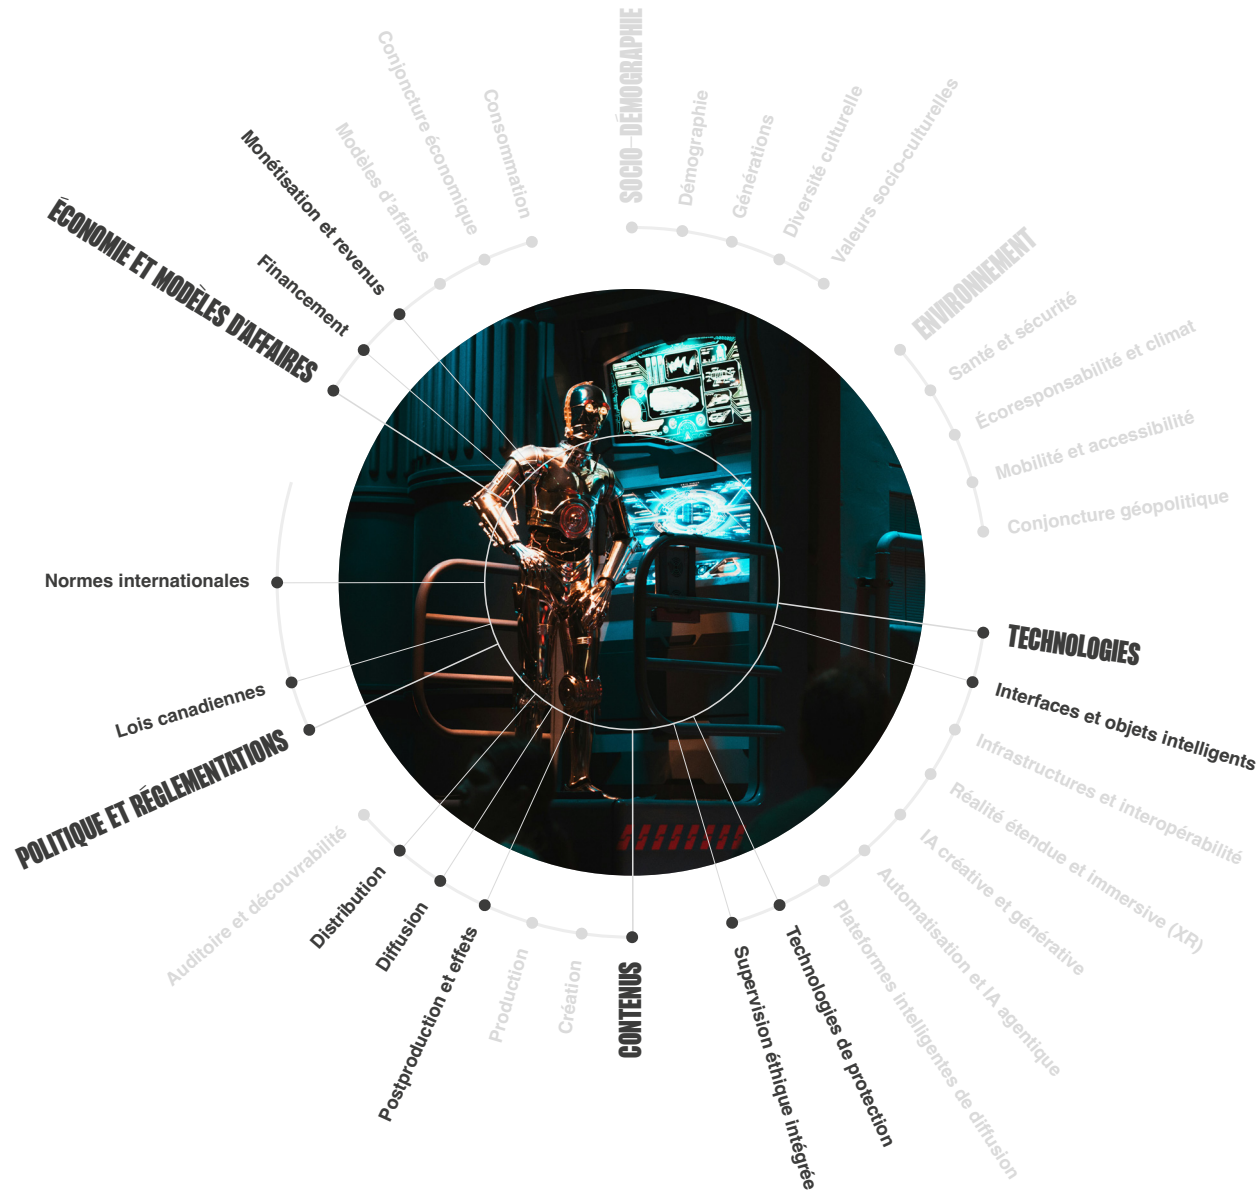 SOCIO-DÉMOGRAPHIE
Démographie
Générations
Diversité culturelle
Valeurs socio-culturelles
ENVIRONNEMENT
Santé et sécurité
Écoresponsabilité et climat
Mobilité et accessibilité
Conjoncture géopolitique
TECHNOLOGIES
Interfaces et objets intelligents
Infrastructures et interopérabilité
Réalité étendue et immersive (XR)
IA créative et générative
Automatisation et IA agentique
Plateformes intelligentes de diffusion
Technologies de protection
Supervision éthique intégrée
CONTENUS
Création
Production
Postproduction et effets
Diffusion
Distribution
Auditoire et découvrabilité
POLITIQUE ET RÉGLEMENTATIONS
Lois canadiennes
Normes internationales
ÉCONOMIE ET MODÈLES D'AFFAIRES
Financement
Monétisation et revenus
Modèles d'affaires
Conjoncture économique
Consommation